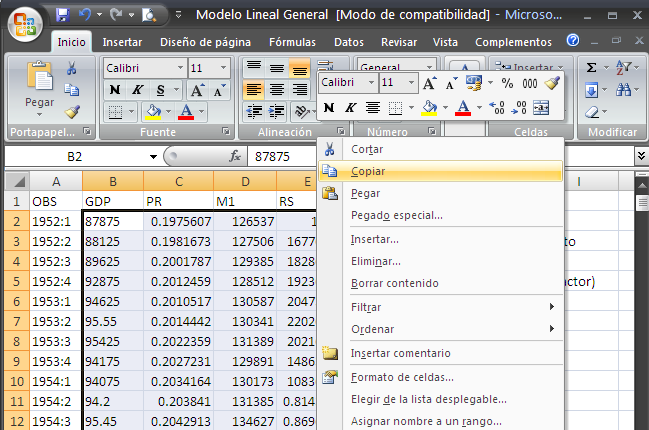 Modelo Lineal General [Modo de compatibilidad] - Microso...
Inicio Insertar Diseño de página Fórmulas Datos Revisar Vista Complementos
Calibri 11 General Insertar
Pegar N K S A A
Portapapel... Fuente Alineación Número Celdas Modificar
Calibri 11 A A % 000
N K A
B2 87875
A B C D E I
1 OBS GDP PR M1 RS
2 1952:1 87875 0.1975607 126537 1
3 1952:2 88125 0.1981673 127506 1677 to
4 1952:3 89625 0.2001787 129385 1828
5 1952:4 92875 0.2012459 128512 1923 actor)
6 1953:1 94625 0.2010517 130587 2047
7 1953:2 95.55 0.2014442 130341 2202
8 1953:3 95425 0.2022359 131389 2021
9 1953:4 94175 0.2027231 129891 1486
10 1954:1 94075 0.2034164 130173 1083
11 1954:2 94.2 0.203841 131385 0.814
12 1954:3 95.45 0.2042913 134627 0.869
Cortar
Copiar
Pegar
Pegado especial...
Insertar...
Eliminar...
Borrar contenido
Filtrar
Ordenar
Insertar comentario
Formato de celdas...
Elegir de la lista desplegable...
Asignar nombre a un rango...